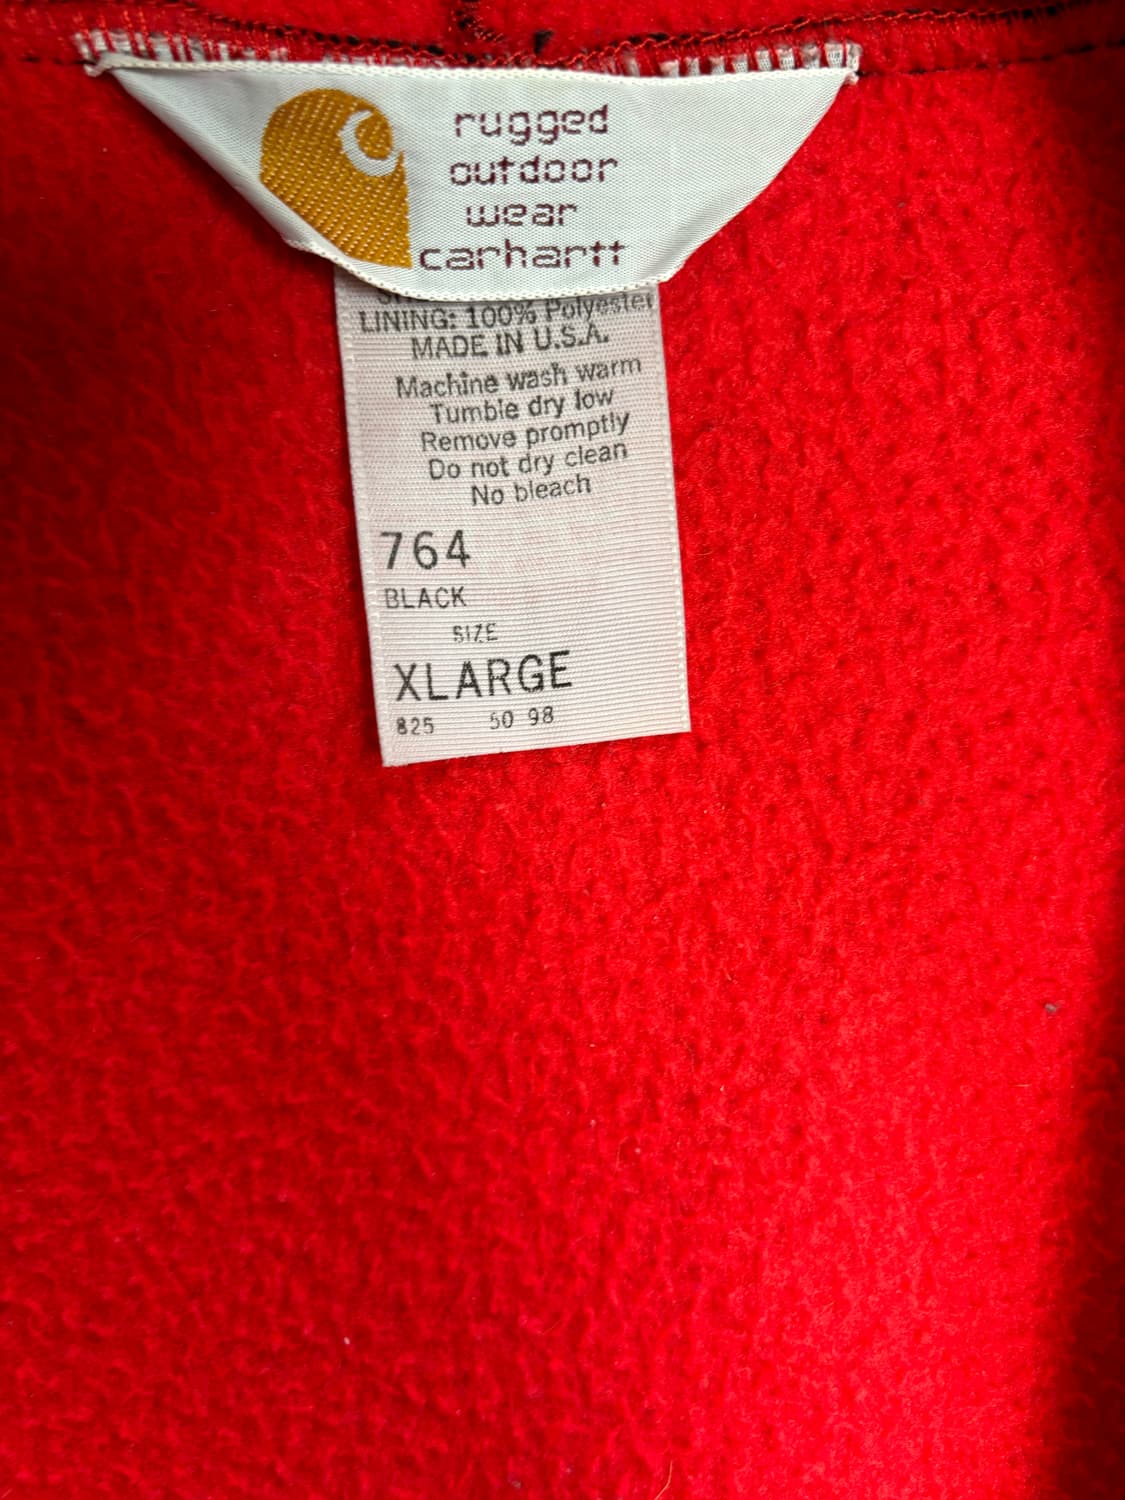 rugged
outdoor
wear
carhartt
LINING: 100% Polyester
MADE IN U.S.A.
Machine wash warm
Tumble dry low
Remove promptly
Do not dry clean
No bleach
764
BLACK
SIZE
XLARGE
825 50 98